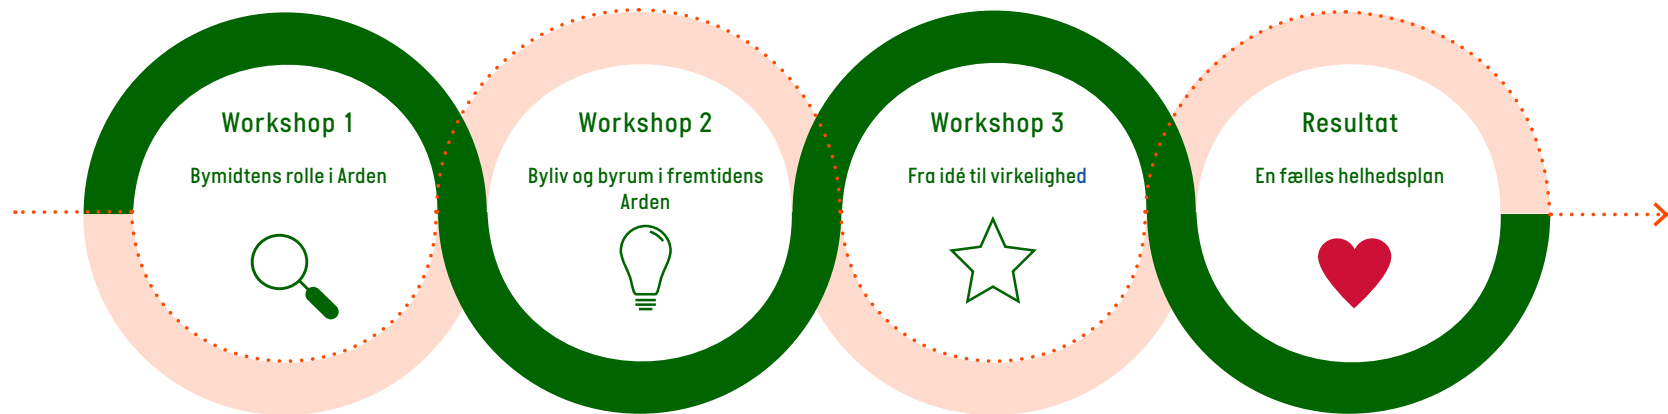 Workshop 1
Bymidtens rolle i Arden
Workshop 2
Byliv og byrum i fremtidens
Arden
Workshop 3
Fra idé til virkelighed
Resultat
En fælles helhedsplan